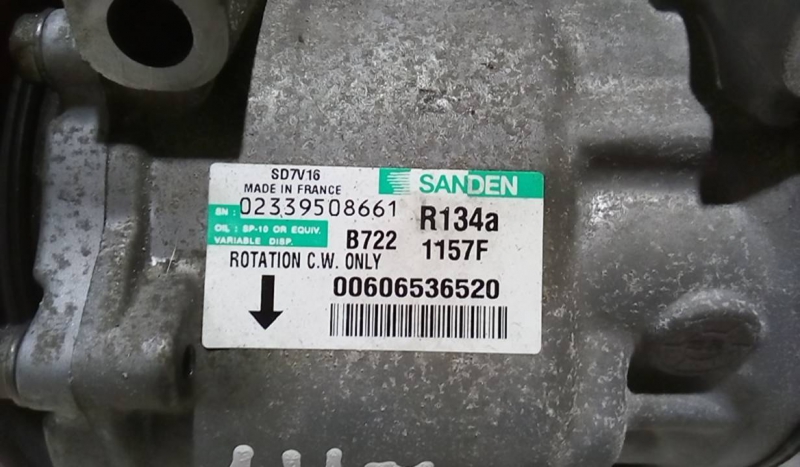 SD7V16
MADE IN FRANCE
SANDEN
SN: 02339508661
R134a
OIL: SP-10 OR EQUIV.
VARIABLE DISP.
B722
1157F
ROTATION C.W. ONLY
00606536520